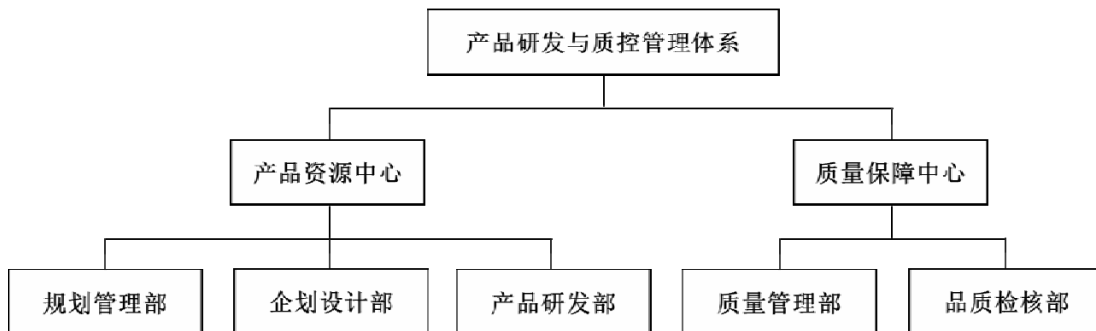 产品研发与质控管理体系
产品资源中心
质量保障中心
规划管理部
企划设计部
产品研发部
质量管理部
品质检核部